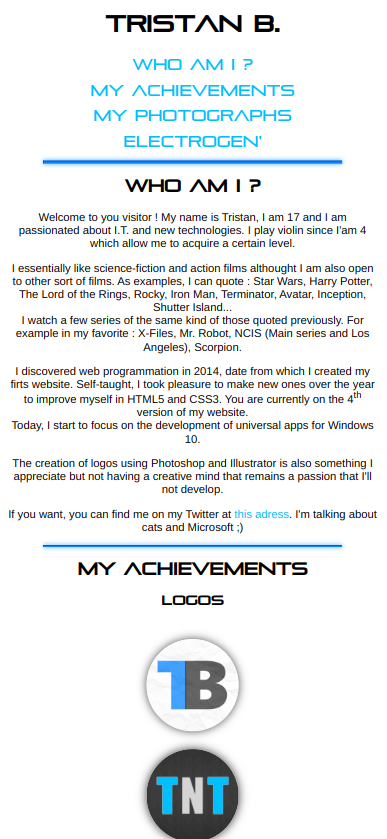 TRISTAN B.
WHO AM I ?
MY ACHIEVEMENTS
MY PHOTOGRAPHS
ELECTROGEN'
WHO AM I ?
Welcome to you visitor ! My name is Tristan, I am 17 and I am
passionated about I.T. and new technologies. I play violin since I'am 4
which allow me to acquire a certain level.
I essentially like science-fiction and action films althought I am also open
to other sort of films. As examples, I can quote : Star Wars, Harry Potter,
The Lord of the Rings, Rocky, Iron Man, Terminator, Avatar, Inception,
Shutter Island...
I watch a few series of the same kind of those quoted previously. For
example in my favorite : X-Files, Mr. Robot, NCIS (Main series and Los
Angeles), Scorpion.
I discovered web programmation in 2014, date from which I created my
firts website. Self-taught, I took pleasure to make new ones over the year
to improve myself in HTML5 and CSS3. You are currently on the 4th
version of my website.
Today, I start to focus on the development of universal apps for Windows
10.
The creation of logos using Photoshop and Illustrator is also something I
appreciate but not having a creative mind that remains a passion that I'll
not develop.
If you want, you can find me on my Twitter at this adress. I'm talking about
cats and Microsoft ;)
MY ACHIEVEMENTS
LOGOS
TB
TNT